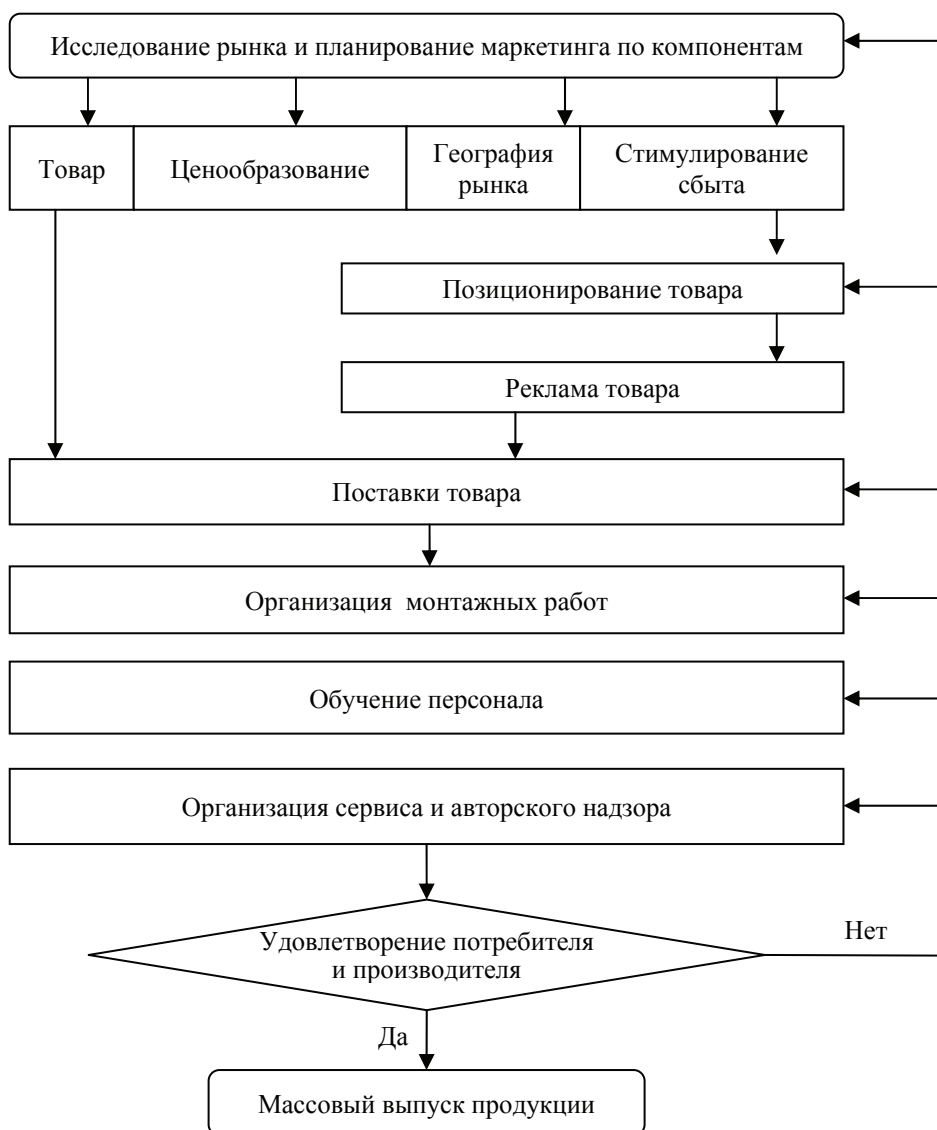 Исследование рынка и планирование маркетинга по компонентам
Товар
Ценообразование
География
рынка
Стимулирование
сбыта
Позиционирование товара
Реклама товара
Поставки товара
Организация  монтажных работ
Обучение персонала
Организация сервиса и авторского надзора
Удовлетворение потребителя
и производителя
Нет
Да
Массовый выпуск продукции